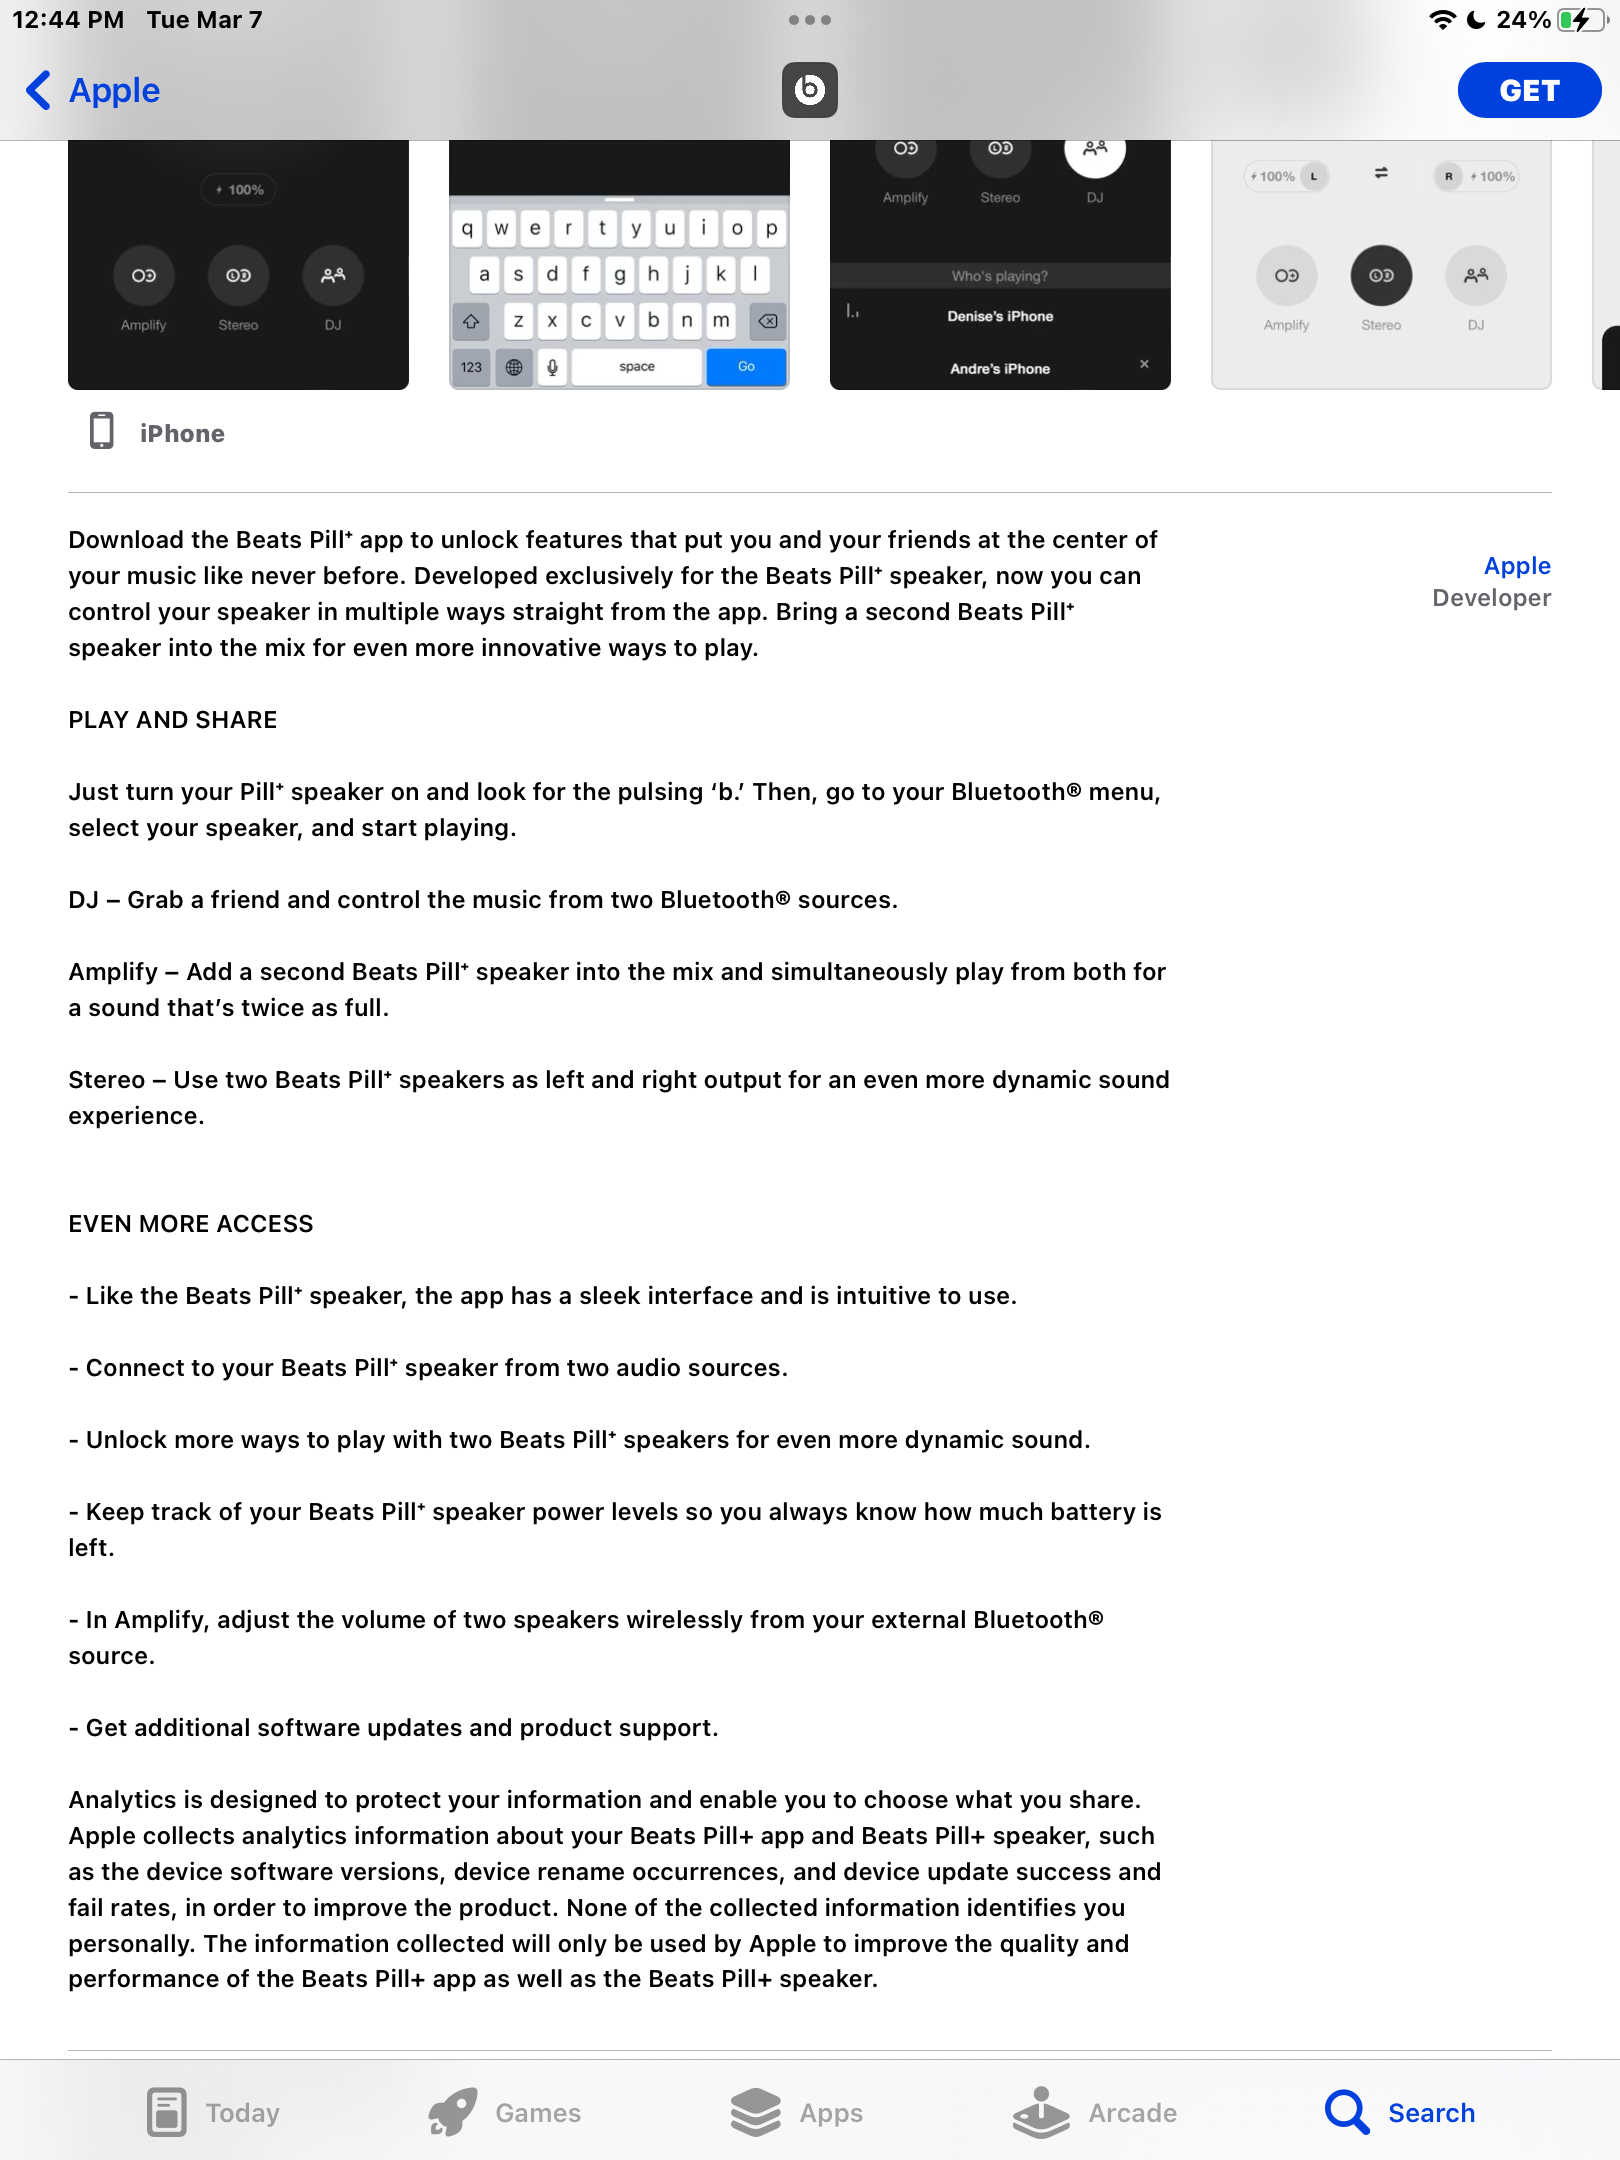 12:44 PM Tue Mar 7
24%
Apple
GET
100%
Amplify Stereo DJ
q w e r t y u i o p
a s d f g h j k l
z x c v b n m
123 space Go
Amplify Stereo DJ
Who's playing?
Denise's iPhone
Andre's iPhone
100% L R 100%
Amplify Stereo DJ
iPhone
Download the Beats Pill⁺ app to unlock features that put you and your friends at the center of
your music like never before. Developed exclusively for the Beats Pill⁺ speaker, now you can
control your speaker in multiple ways straight from the app. Bring a second Beats Pill⁺
speaker into the mix for even more innovative ways to play.
Apple
Developer
PLAY AND SHARE
Just turn your Pill⁺ speaker on and look for the pulsing ‘b.’ Then, go to your Bluetooth® menu,
select your speaker, and start playing.
DJ – Grab a friend and control the music from two Bluetooth® sources.
Amplify – Add a second Beats Pill⁺ speaker into the mix and simultaneously play from both for
a sound that’s twice as full.
Stereo – Use two Beats Pill⁺ speakers as left and right output for an even more dynamic sound
experience.
EVEN MORE ACCESS
- Like the Beats Pill⁺ speaker, the app has a sleek interface and is intuitive to use.
- Connect to your Beats Pill⁺ speaker from two audio sources.
- Unlock more ways to play with two Beats Pill⁺ speakers for even more dynamic sound.
- Keep track of your Beats Pill⁺ speaker power levels so you always know how much battery is
left.
- In Amplify, adjust the volume of two speakers wirelessly from your external Bluetooth®
source.
- Get additional software updates and product support.
Analytics is designed to protect your information and enable you to choose what you share.
Apple collects analytics information about your Beats Pill+ app and Beats Pill+ speaker, such
as the device software versions, device rename occurrences, and device update success and
fail rates, in order to improve the product. None of the collected information identifies you
personally. The information collected will only be used by Apple to improve the quality and
performance of the Beats Pill+ app as well as the Beats Pill+ speaker.
Today Games Apps Arcade Search